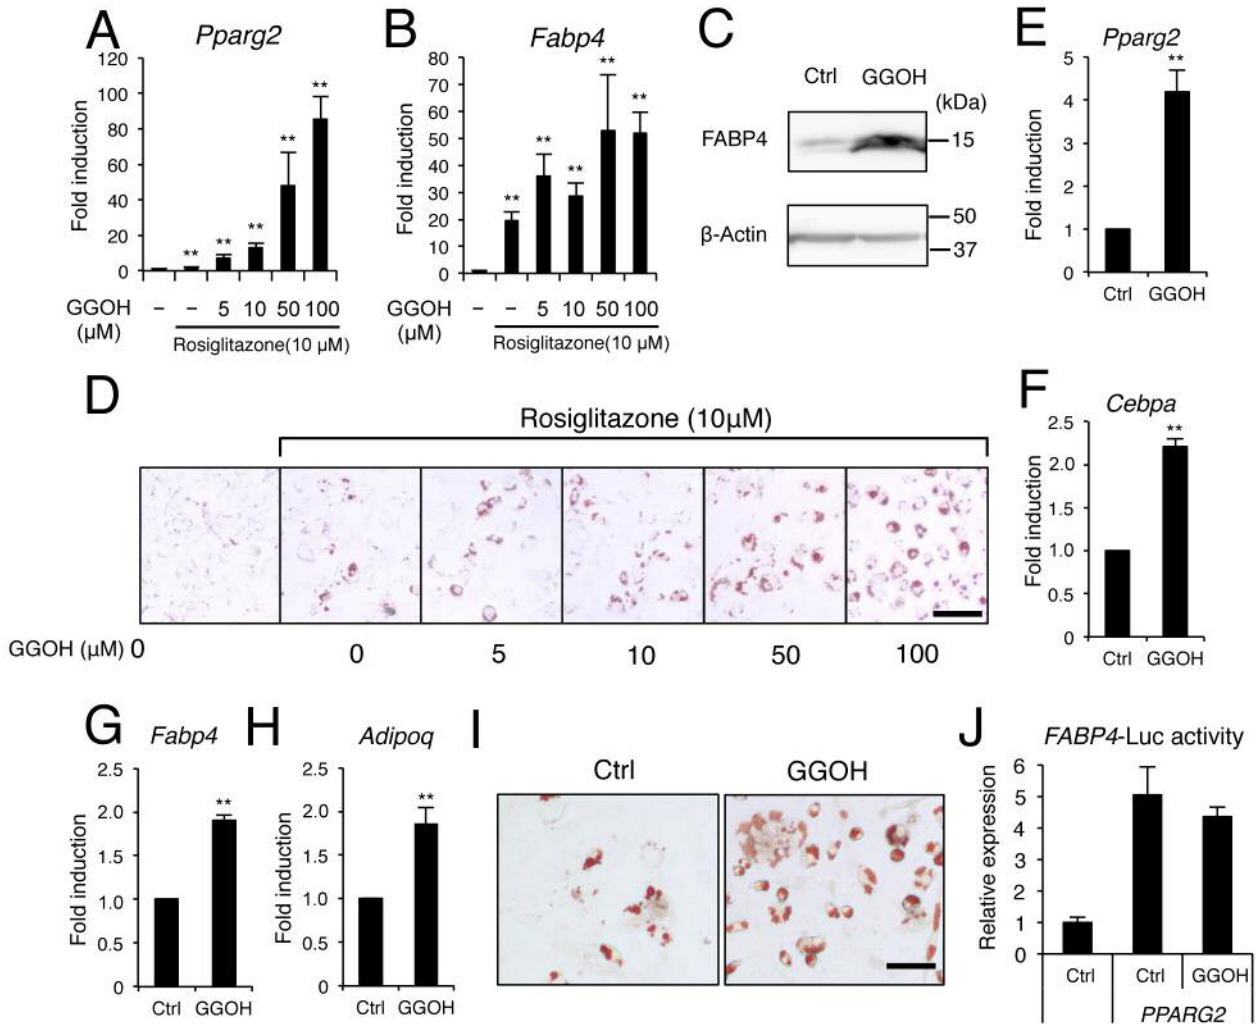 A
Pparg2
Fold induction
120
100
80
60
40
20
0
**
**
**
**
**
GGOH
(μM)
– – 5 10 50 100
Rosiglitazone(10 μM)
B
Fabp4
Fold induction
80
70
60
50
40
30
20
10
0
**
**
**
**
**
GGOH
(μM)
– – 5 10 50 100
Rosiglitazone(10 μM)
C
Ctrl GGOH
(kDa)
FABP4
15
β-Actin
50
37
E
Pparg2
Fold induction
5
4
3
2
1
0
**
Ctrl GGOH
D
Rosiglitazone (10μM)
GGOH (μM) 0 0 5 10 50 100
F
Cebpa
Fold induction
2.5
2.0
1.5
1.0
0.5
0
**
Ctrl GGOH
G
Fabp4
Fold induction
2.5
2.0
1.5
1.0
0.5
0
**
Ctrl GGOH
H
Adipoq
Fold induction
2.5
2.0
1.5
1.0
0.5
0
**
Ctrl GGOH
I
Ctrl GGOH
J
FABP4-Luc activity
Relative expression
6
5
4
3
2
1
0
Ctrl Ctrl GGOH
PPARG2